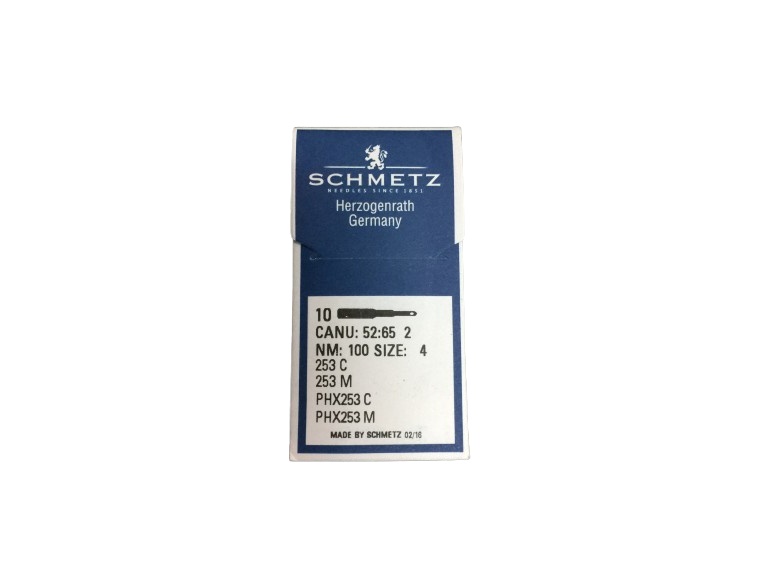 SCHMETZ
NEEDLES SINCE 1851
Herzogenrath
Germany
10
CANU: 52:65 2
NM: 100 SIZE: 4
253 C
253 M
PHX253 C
PHX253 M
MADE BY SCHMETZ 02/16